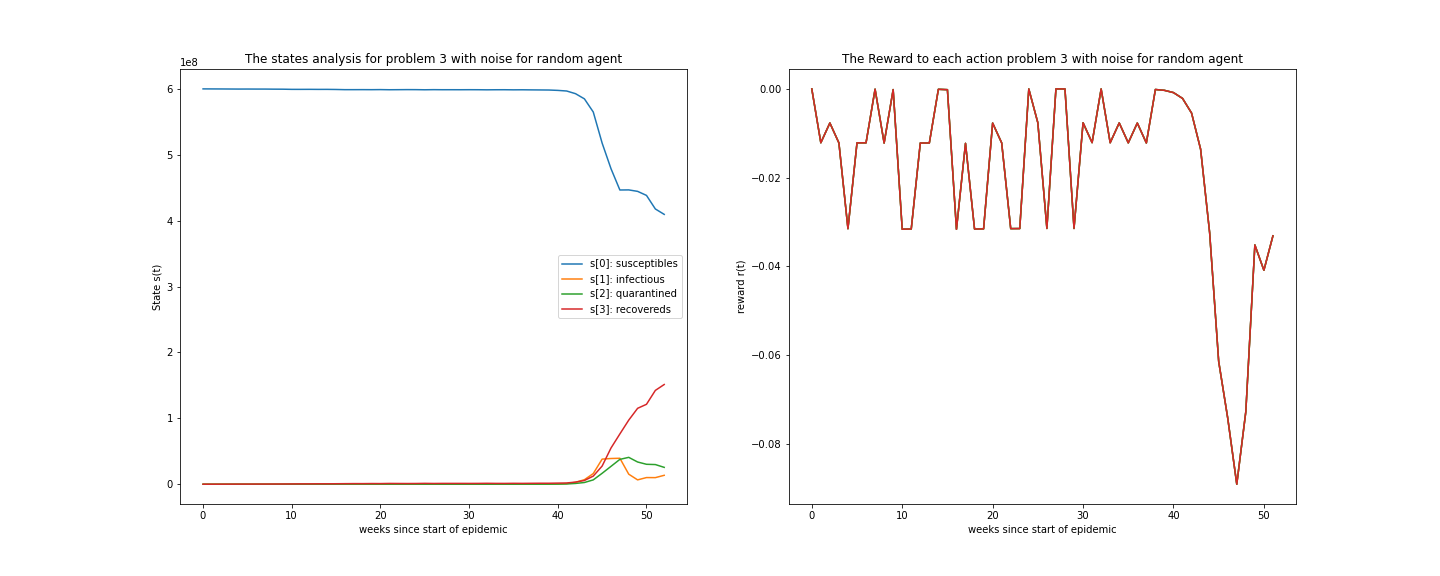 The states analysis for problem 3 with noise for random agent
1e8
6
5
4
3
2
1
0
State s(t)
s[0]: susceptibles
s[1]: infectious
s[2]: quarantined
s[3]: recovereds
0 10 20 30 40 50
weeks since start of epidemic
The Reward to each action problem 3 with noise for random agent
0.00
−0.02
−0.04
−0.06
−0.08
reward r(t)
0 10 20 30 40 50
weeks since start of epidemic